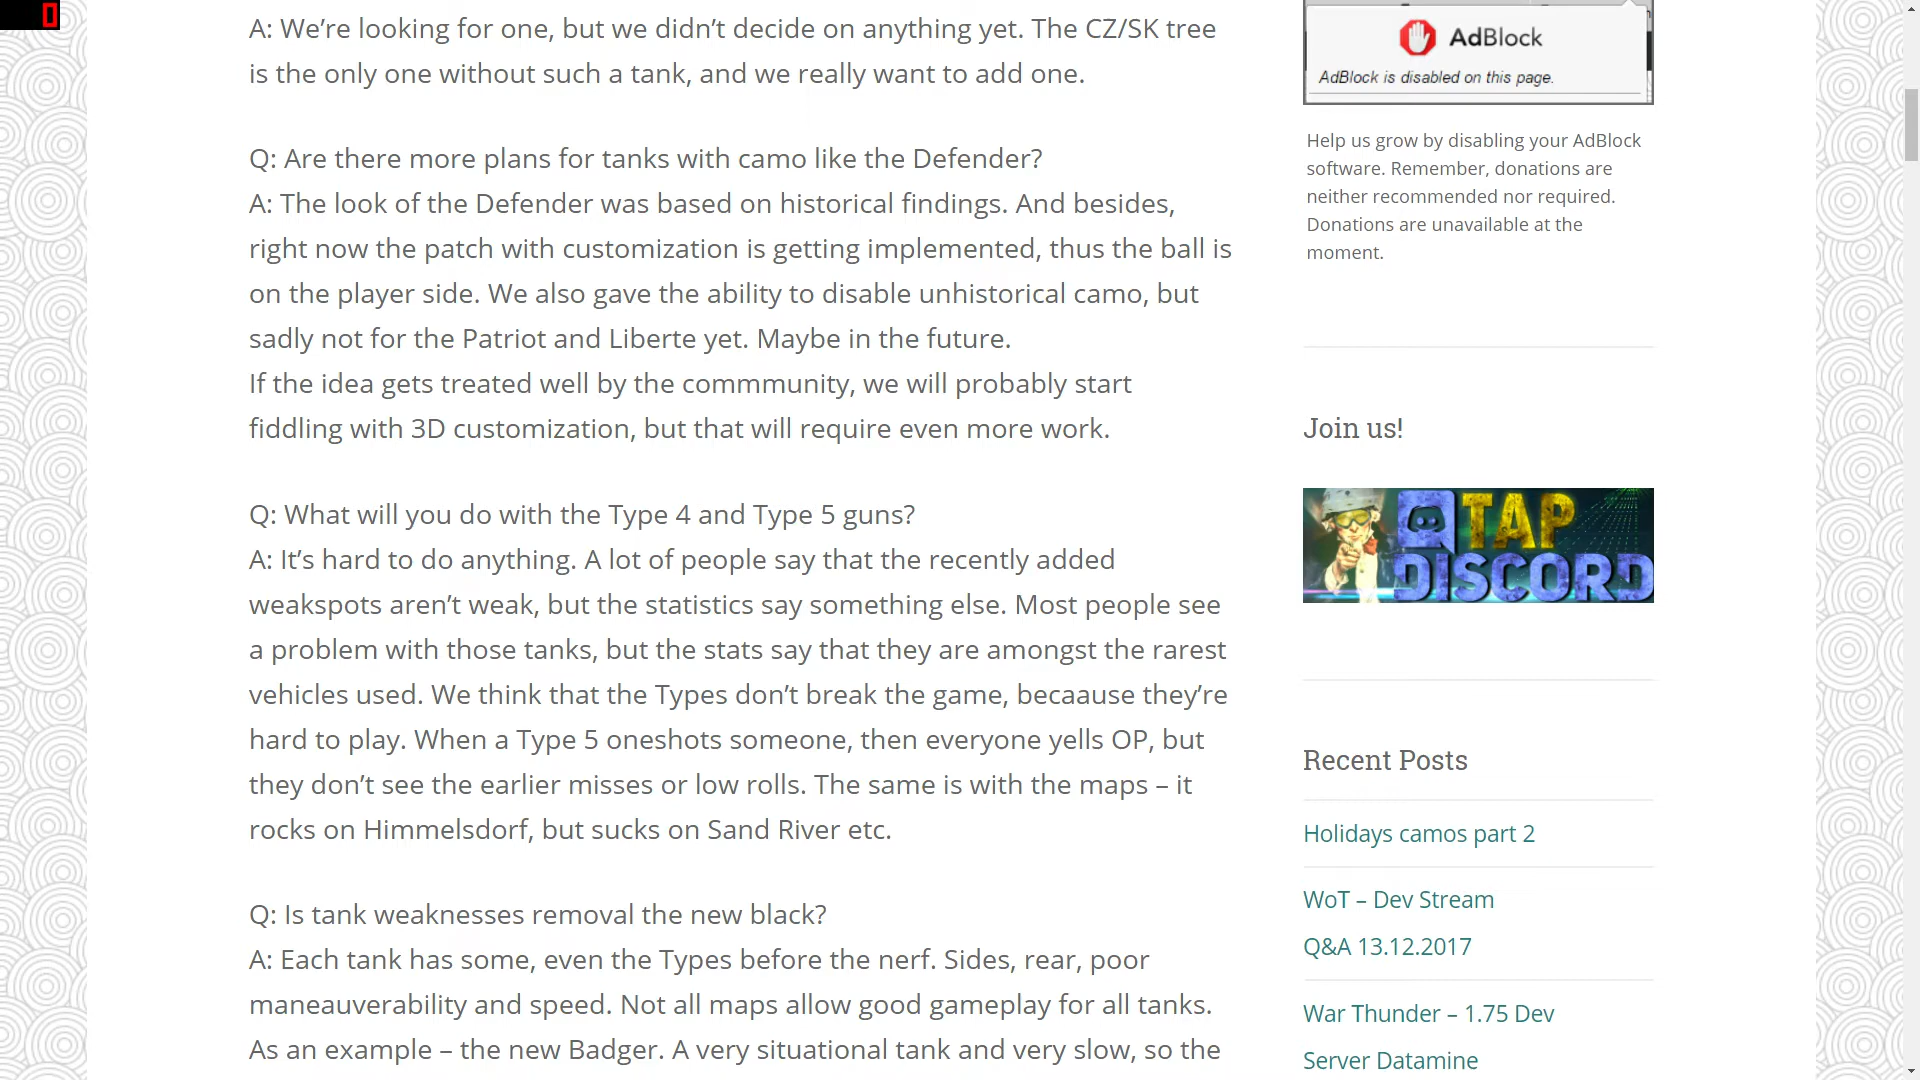 A: We’re looking for one, but we didn’t decide on anything yet. The CZ/SK tree
is the only one without such a tank, and we really want to add one.
Q: Are there more plans for tanks with camo like the Defender?
A: The look of the Defender was based on historical findings. And besides,
right now the patch with customization is getting implemented, thus the ball is
on the player side. We also gave the ability to disable unhistorical camo, but
sadly not for the Patriot and Liberte yet. Maybe in the future.
If the idea gets treated well by the commmunity, we will probably start
fiddling with 3D customization, but that will require even more work.
Q: What will you do with the Type 4 and Type 5 guns?
A: It’s hard to do anything. A lot of people say that the recently added
weakspots aren’t weak, but the statistics say something else. Most people see
a problem with those tanks, but the stats say that they are amongst the rarest
vehicles used. We think that the Types don’t break the game, becaause they’re
hard to play. When a Type 5 oneshots someone, then everyone yells OP, but
they don’t see the earlier misses or low rolls. The same is with the maps – it
rocks on Himmelsdorf, but sucks on Sand River etc.
Q: Is tank weaknesses removal the new black?
A: Each tank has some, even the Types before the nerf. Sides, rear, poor
maneauverability and speed. Not all maps allow good gameplay for all tanks.
As an example – the new Badger. A very situational tank and very slow, so the
AdBlock
AdBlock is disabled on this page.
Help us grow by disabling your AdBlock
software. Remember, donations are
neither recommended nor required.
Donations are unavailable at the
moment.
Join us!
TAP
DISCORD
Recent Posts
Holidays camos part 2
WoT – Dev Stream
Q&A 13.12.2017
War Thunder – 1.75 Dev
Server Datamine
0